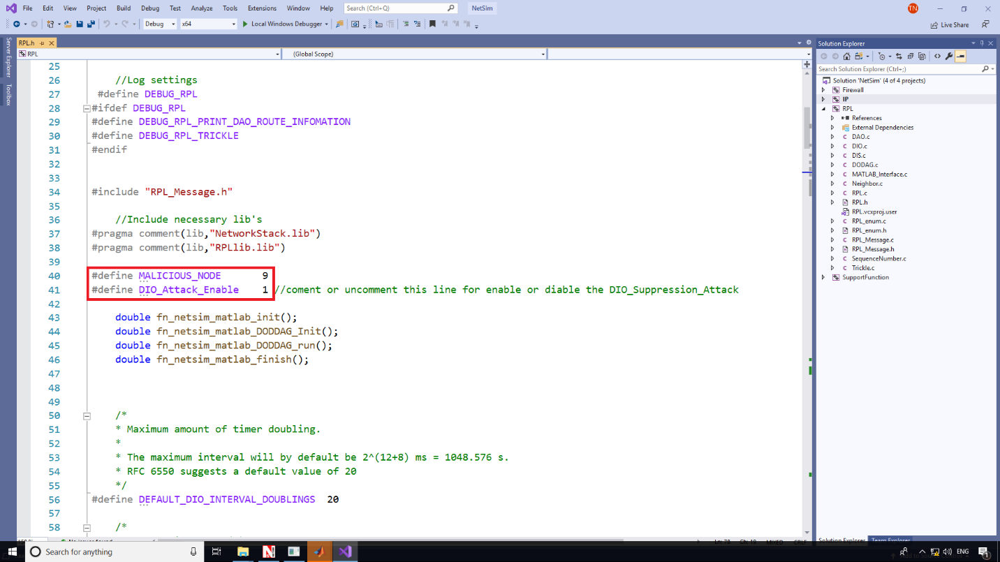 File Edit View Project Build Debug Test Analyze Tools Extensions Window Help Search (Ctrl+Q) NetSim TN
Debug x64 Local Windows Debugger Live Share
Server Explorer
Toolbox
RPL.h
RPL (Global Scope)
25
26 //Log settings
27 #define DEBUG_RPL
28 #ifdef DEBUG_RPL
29 #define DEBUG_RPL_PRINT_DAO_ROUTE_INFOMATION
30 #define DEBUG_RPL_TRICKLE
31 #endif
32
33
34 #include "RPL_Message.h"
35
36 //Include necessary lib's
37 #pragma comment(lib,"NetworkStack.lib")
38 #pragma comment(lib,"RPLlib.lib")
39
40 #define MALICIOUS_NODE 9
41 #define DIO_Attack_Enable 1 //coment or uncomment this line for enable or diable the DIO_Suppression_Attack
42
43 double fn_netsim_matlab_init();
44 double fn_netsim_matlab_DODDAG_Init();
45 double fn_netsim_matlab_DODDAG_run();
46 double fn_netsim_matlab_finish();
47
48
49
50 /*
51 * Maximum amount of timer doubling.
52 *
53 * The maximum interval will by default be 2^(12+8) ms = 1048.576 s.
54 * RFC 6550 suggests a default value of 20
55 */
56 #define DEFAULT_DIO_INTERVAL_DOUBLINGS 20
57
58 /*
Solution Explorer
Search Solution Explorer (Ctrl+;)
Solution 'NetSim' (4 of 4 projects)
Firewall
IP
RPL
References
External Dependencies
DAO.c
DIO.c
DIS.c
DODAG.c
MATLAB_Interface.c
Neighbor.c
RPL.c
RPL.h
RPL.vcxproj.user
RPL_enum.c
RPL_enum.h
RPL_Message.c
RPL_Message.h
SequenceNumber.c
Trickle.c
SupportFunction
Solution Explorer Team Explorer
Search for anything
ENG
1